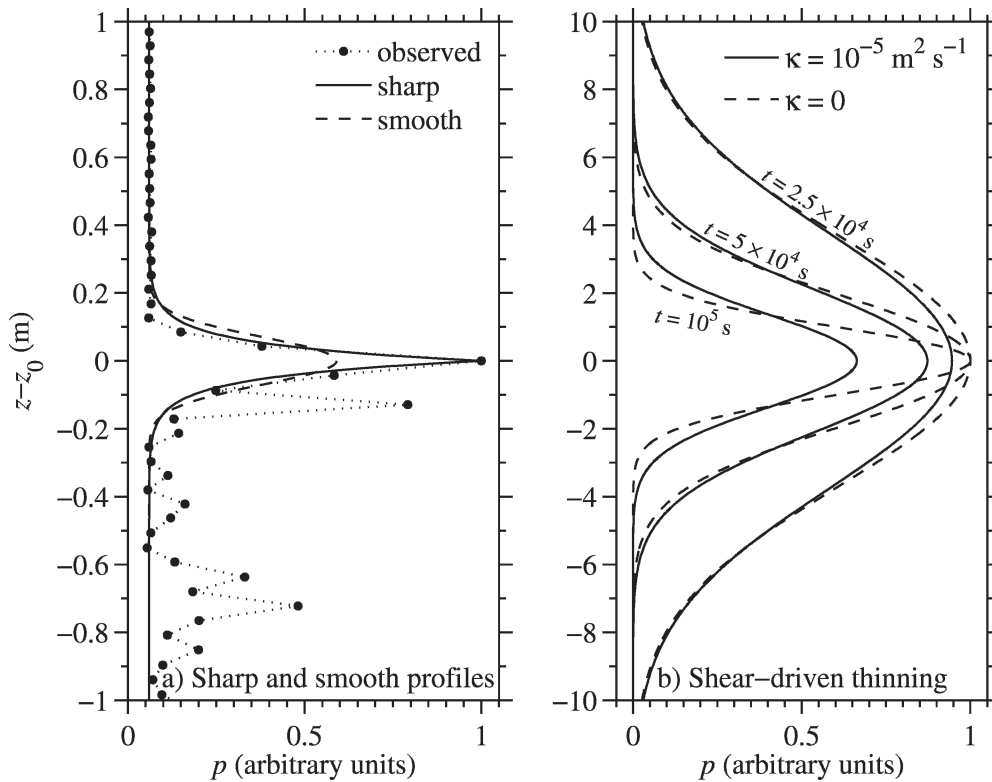 1
0.8
0.6
0.4
0.2
0
−0.2
−0.4
−0.6
−0.8
−1
z−z0 (m)
observed
sharp
smooth
a) Sharp and smooth profiles
0
0.5
1
p (arbitrary units)
10
8
6
4
2
0
−2
−4
−6
−8
−10
κ = 10⁻⁵ m² s⁻¹
κ = 0
t = 2.5 × 10⁴ s
t = 5 × 10⁴ s
t = 10⁵ s
b) Shear−driven thinning
0
0.5
1
p (arbitrary units)